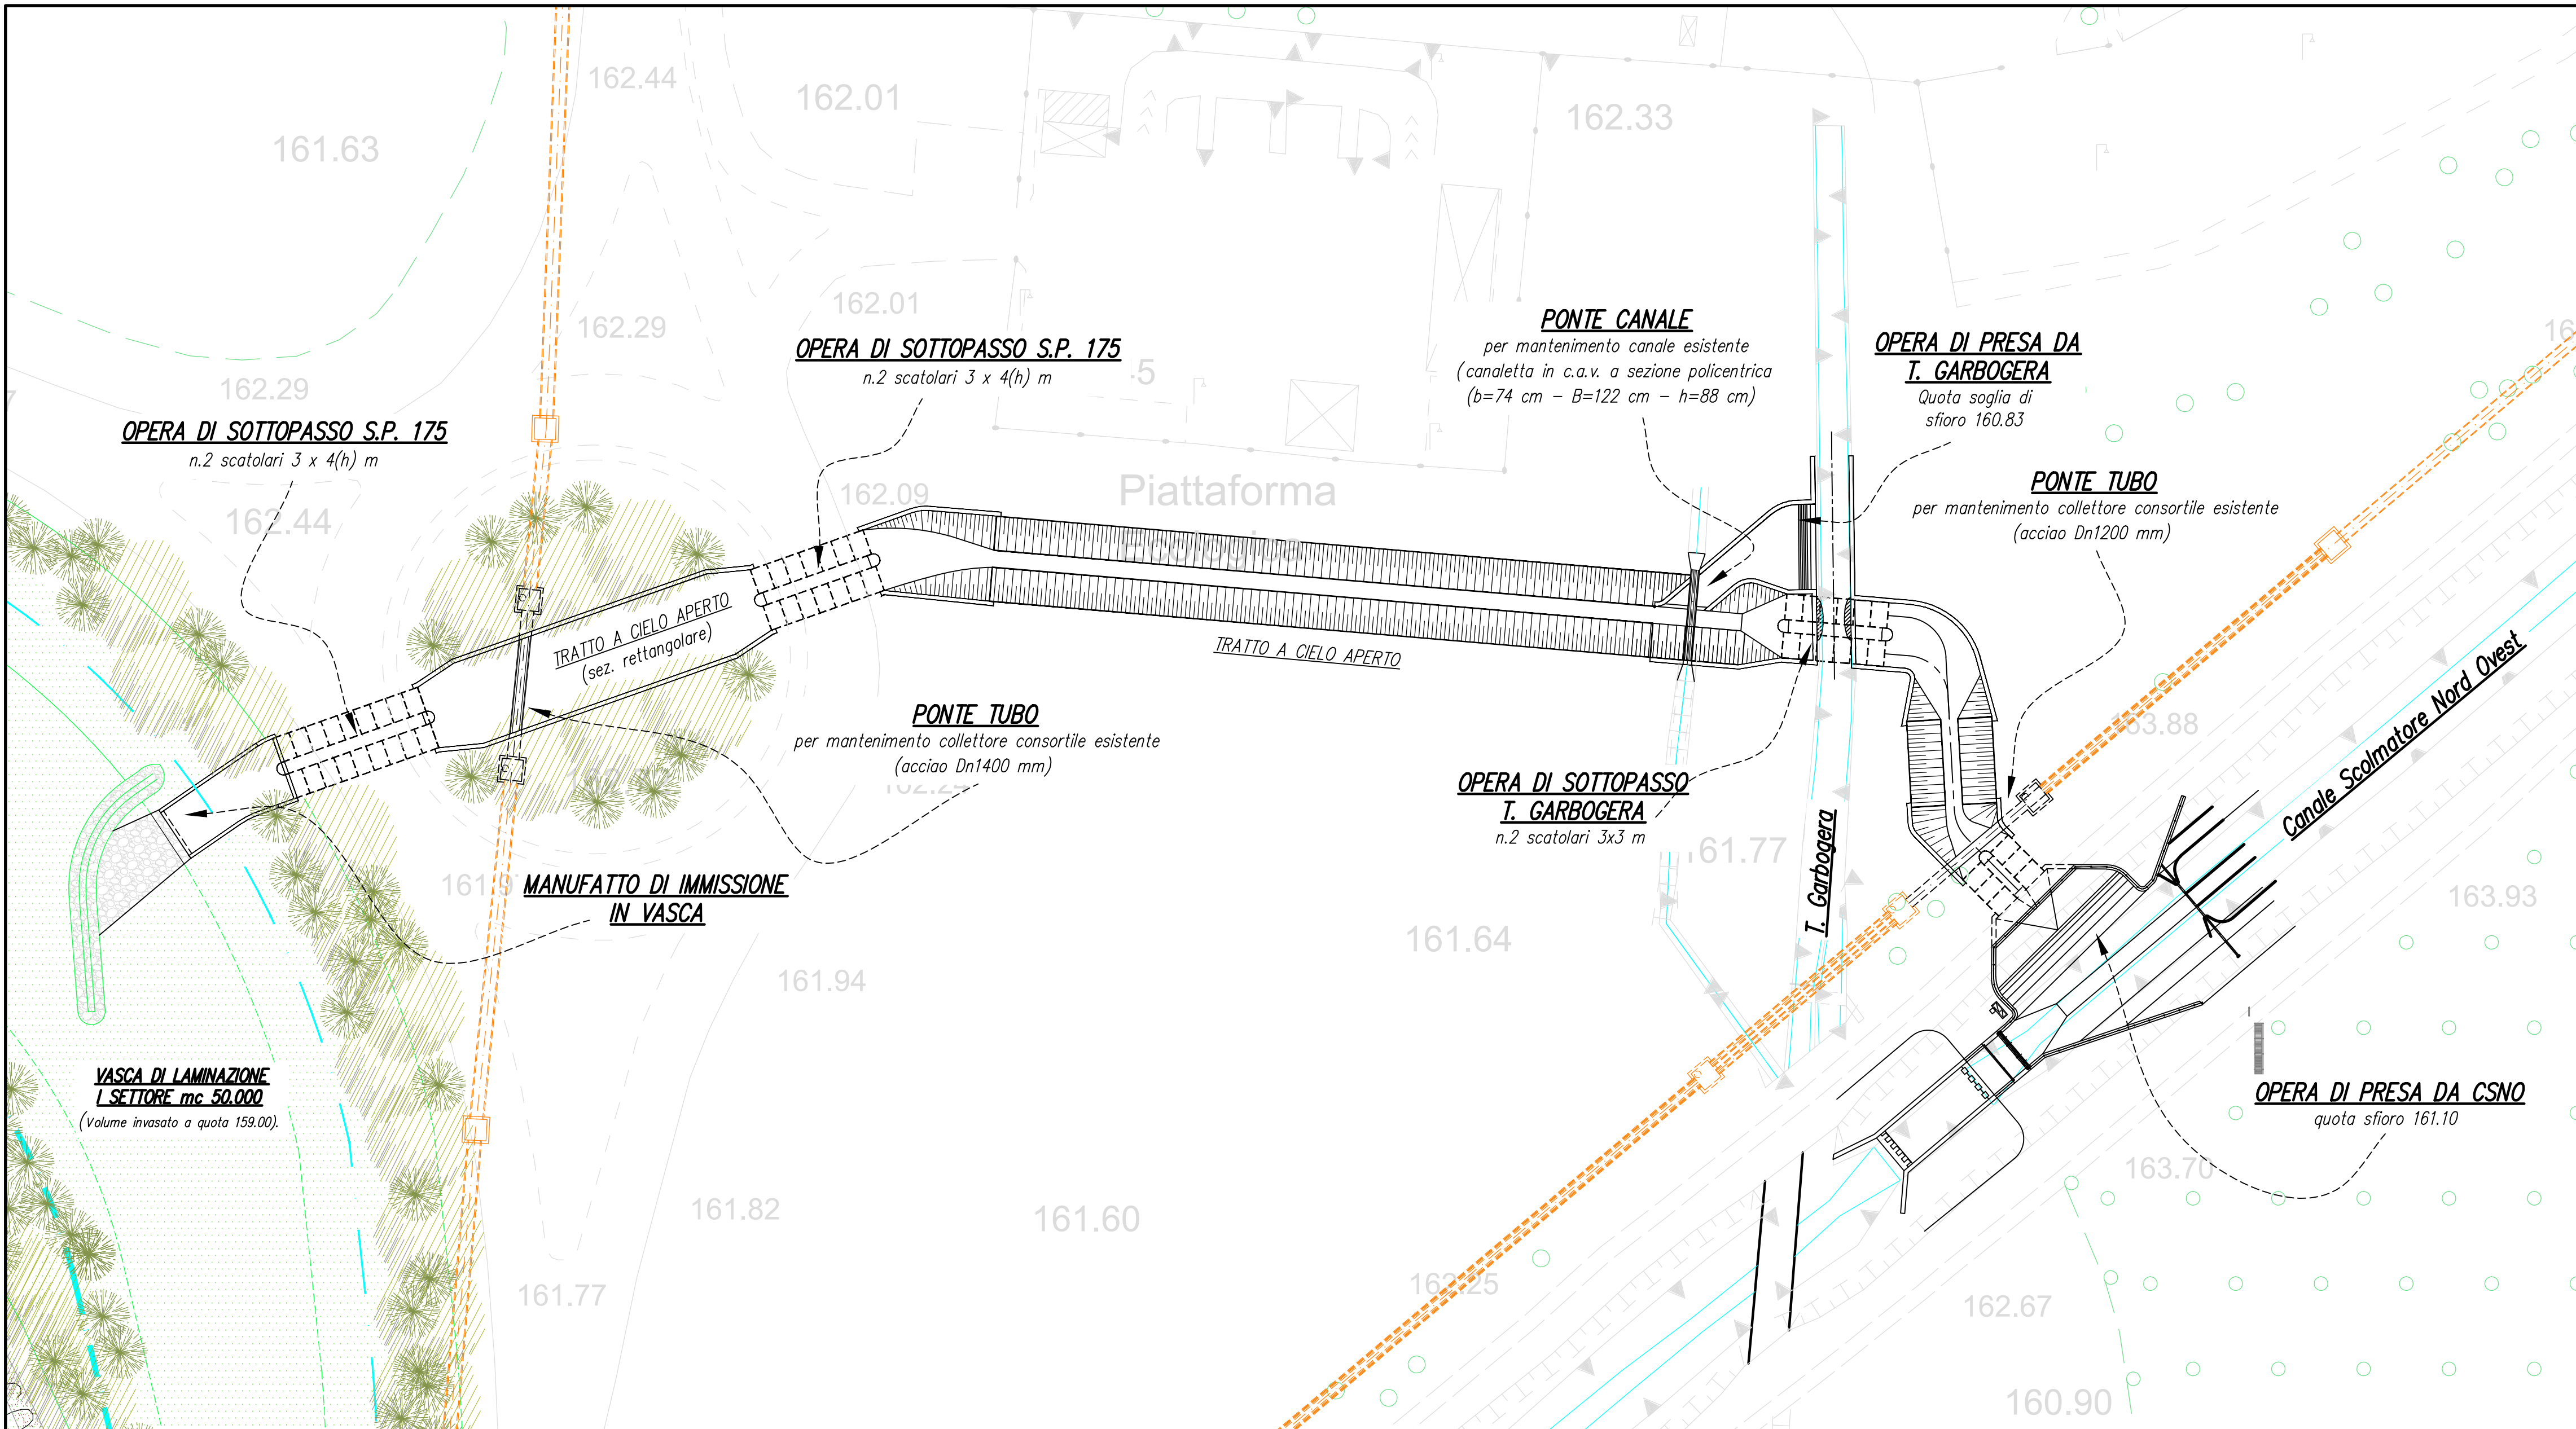 162.44
162.01
162.33
161.63
162.01
162.29
162.29
OPERA DI SOTTOPASSO S.P. 175
n.2 scatolari 3 x 4(h) m
PONTE CANALE
per mantenimento canale esistente
(canaletta in c.a.v. a sezione policentrica
(b=74 cm - B=122 cm - h=88 cm)
OPERA DI PRESA DA
T. GARBOGERA
Quota soglia di
sfioro 160.83
OPERA DI SOTTOPASSO S.P. 175
n.2 scatolari 3 x 4(h) m
162.44
162.09
Piattaforma
Ecologica
PONTE TUBO
per mantenimento collettore consortile esistente
(acciao Dn1200 mm)
TRATTO A CIELO APERTO
(sez. rettangolare)
TRATTO A CIELO APERTO
PONTE TUBO
per mantenimento collettore consortile esistente
(acciao Dn1400 mm)
OPERA DI SOTTOPASSO
T. GARBOGERA
n.2 scatolari 3x3 m
T. Garbogera
Canale Scolmatore Nord Ovest
163.88
161.77
163.93
MANUFATTO DI IMMISSIONE
IN VASCA
161.64
161.94
VASCA DI LAMINAZIONE
I SETTORE mc 50.000
(Volume invasato a quota 159.00).
OPERA DI PRESA DA CSNO
quota sfioro 161.10
163.70
161.82
161.60
161.77
162.25
162.67
160.90